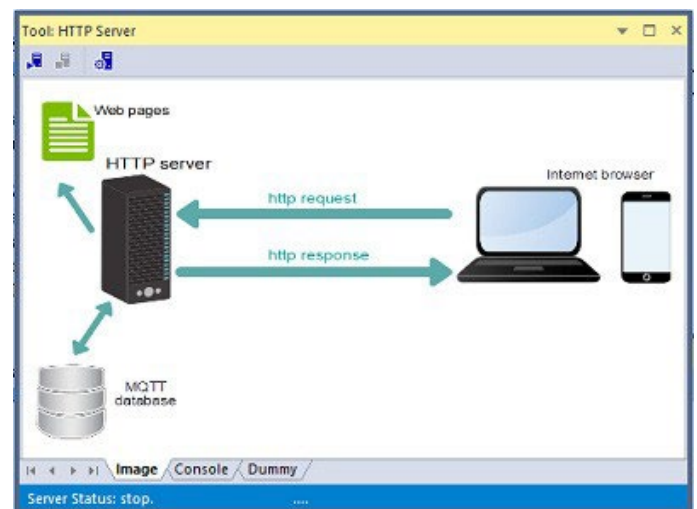 Tool: HTTP Server
Web pages
HTTP server
Internet browser
http request
http response
MQTT
database
Image
Console
Dummy
Server Status: stop.
....